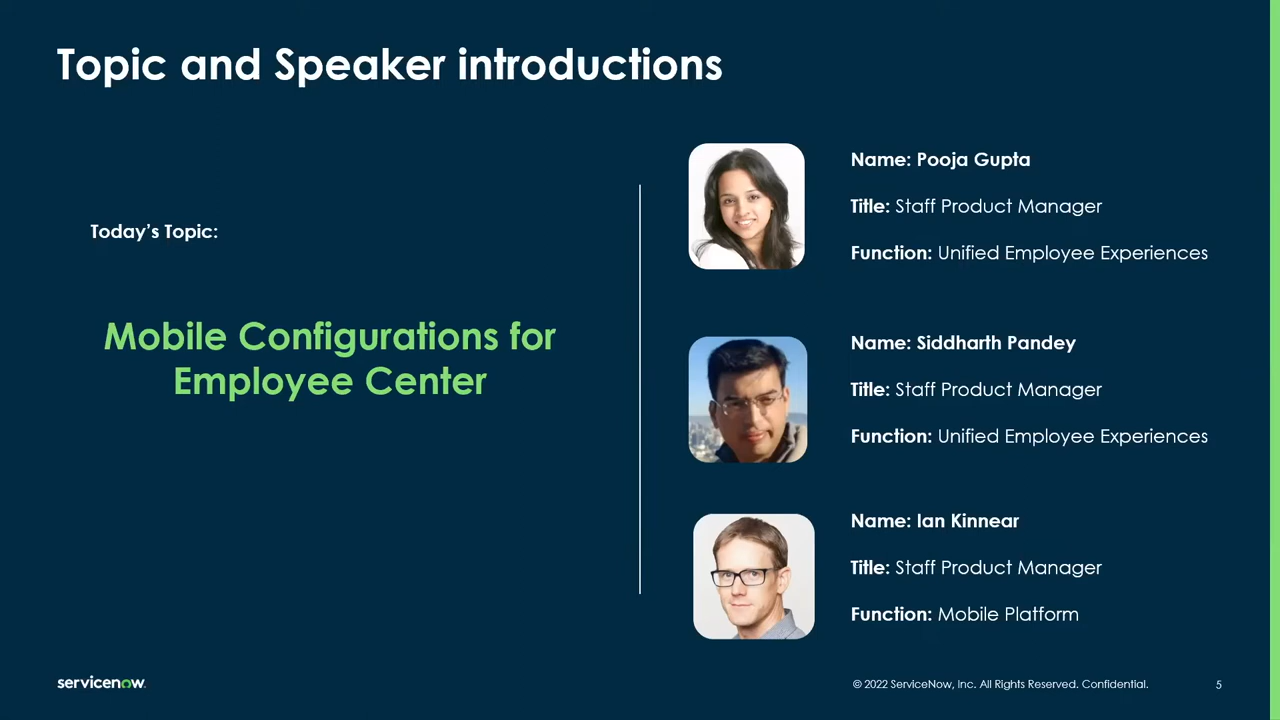 Topic and Speaker introductions
Today's Topic:
Mobile Configurations for
Employee Center
Name: Pooja Gupta
Title: Staff Product Manager
Function: Unified Employee Experiences
Name: Siddharth Pandey
Title: Staff Product Manager
Function: Unified Employee Experiences
Name: Ian Kinnear
Title: Staff Product Manager
Function: Mobile Platform
servicenow.
© 2022 ServiceNow, Inc. All Rights Reserved. Confidential.
5